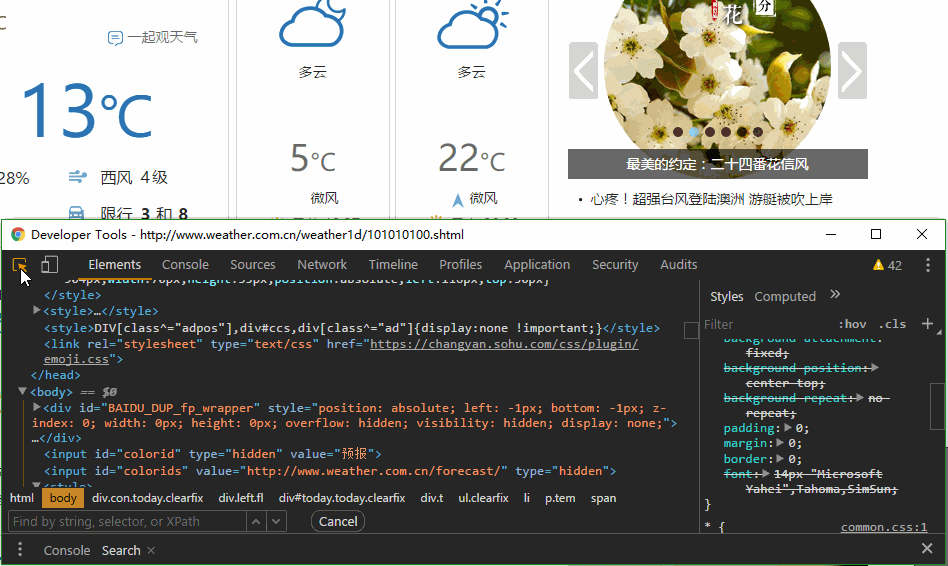 C
一起观天气
13℃
28%
西风 4级
限行 3 和 8
多云
5℃
微风
多云
22℃
微风
花
分
最美的约定：二十四番花信风
• 心疼！超强台风登陆澳洲 游艇被吹上岸
Developer Tools - http://www.weather.com.cn/weather1d/101010100.shtml
Elements Console Sources Network Timeline Profiles Application Security Audits 42
</style>
▶<style>…</style>
<style>DIV[class^="adpos"],div#ccs,div[class^="ad"]{display:none !important;}</style>
<link rel="stylesheet" type="text/css" href="https://changyan.sohu.com/css/plugin/
emoji.css">
</head>
▼<body> == $0
▶<div id="BAIDU_DUP_fp_wrapper" style="position: absolute; left: -1px; bottom: -1px; z-
index: 0; width: 0px; height: 0px; overflow: hidden; visibility: hidden; display: none;">
…</div>
<input id="colorid" type="hidden" value="预报">
<input id="colorids" value="http://www.weather.com.cn/forecast/" type="hidden">
html body div.con.today.clearfix div.left.fl div#today.today.clearfix div.t ul.clearfix li p.tem span
Find by string, selector, or XPath Cancel
Styles Computed »
Filter :hov .cls +
background-attachment:
fixed;
background-position:▶
center top;
background-repeat:▶ no-
repeat;
padding:▶0;
margin:▶0;
border:▶0;
font:▶14px "Microsoft
Yahei",Tahoma,SimSun;
}
* { common.css:1
Console Search ×